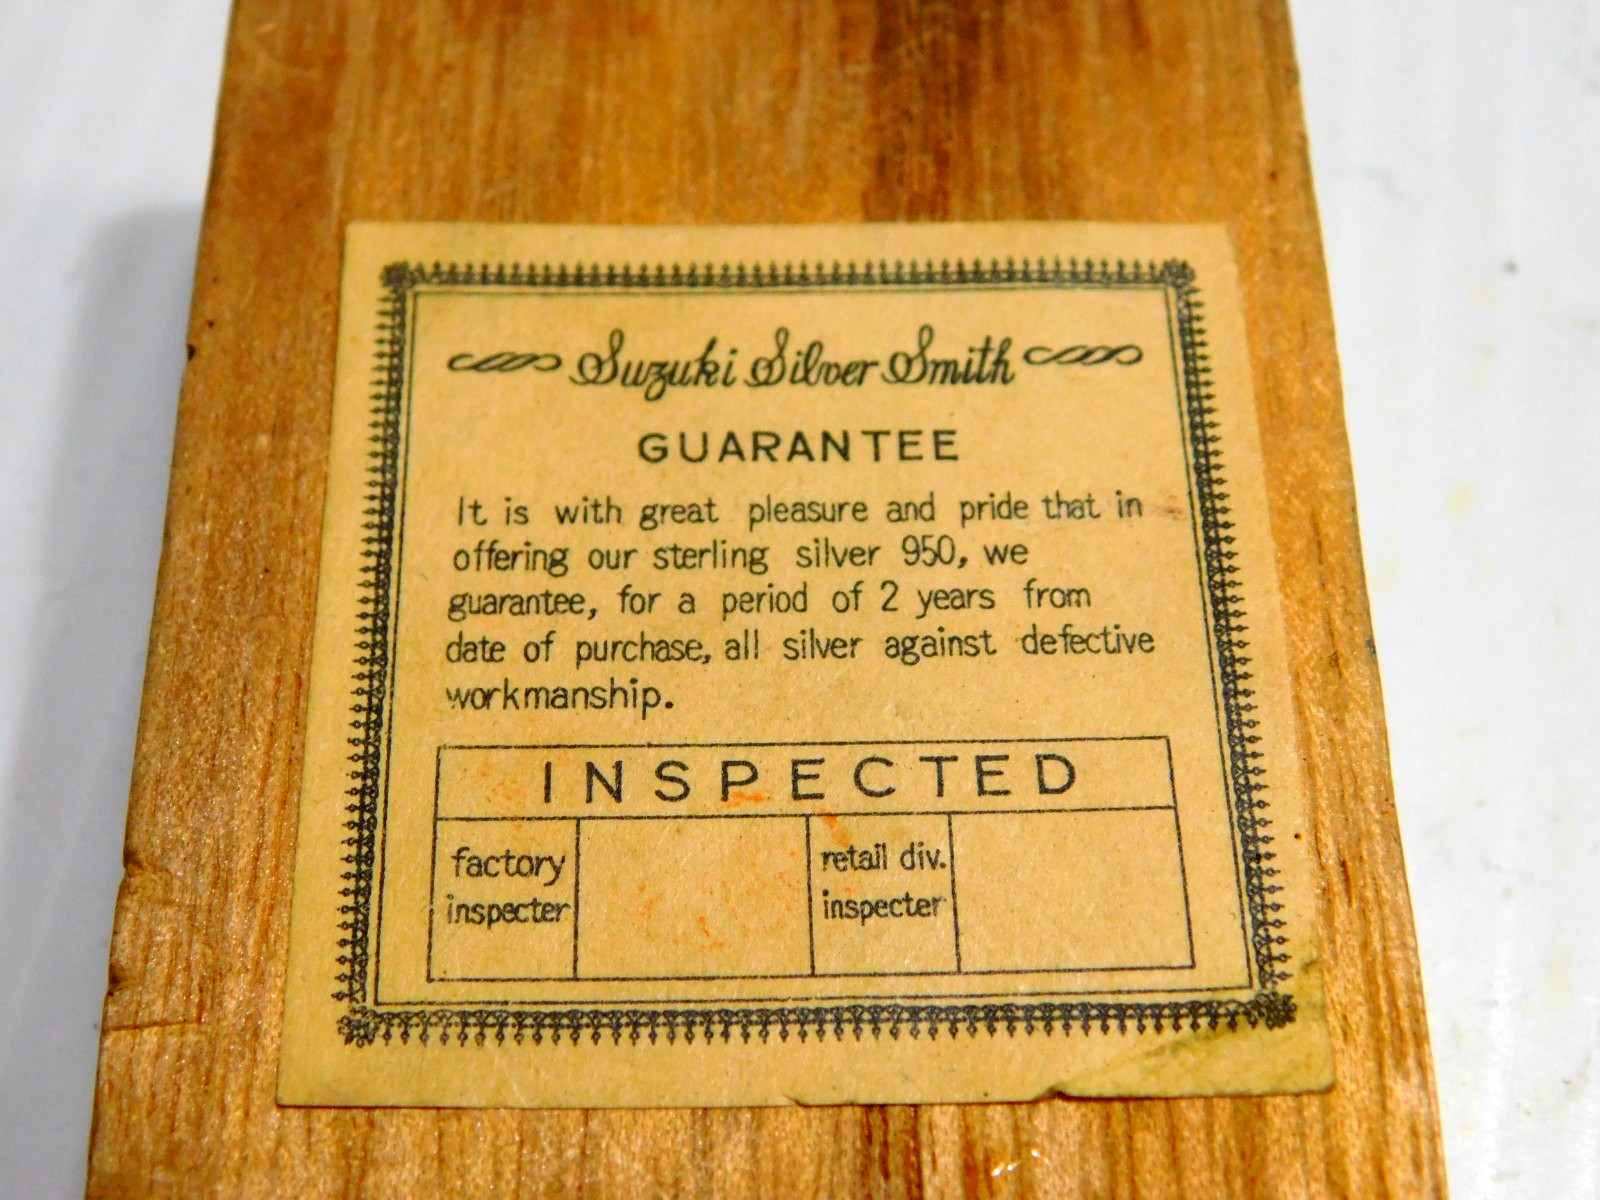 Suzuki Silver Smith
GUARANTEE
It is with great pleasure and pride that in
offering our sterling silver 950, we
guarantee, for a period of 2 years from
date of purchase, all silver against defective
workmanship.
INSPECTED
factory
inspecter
retail div.
inspecter